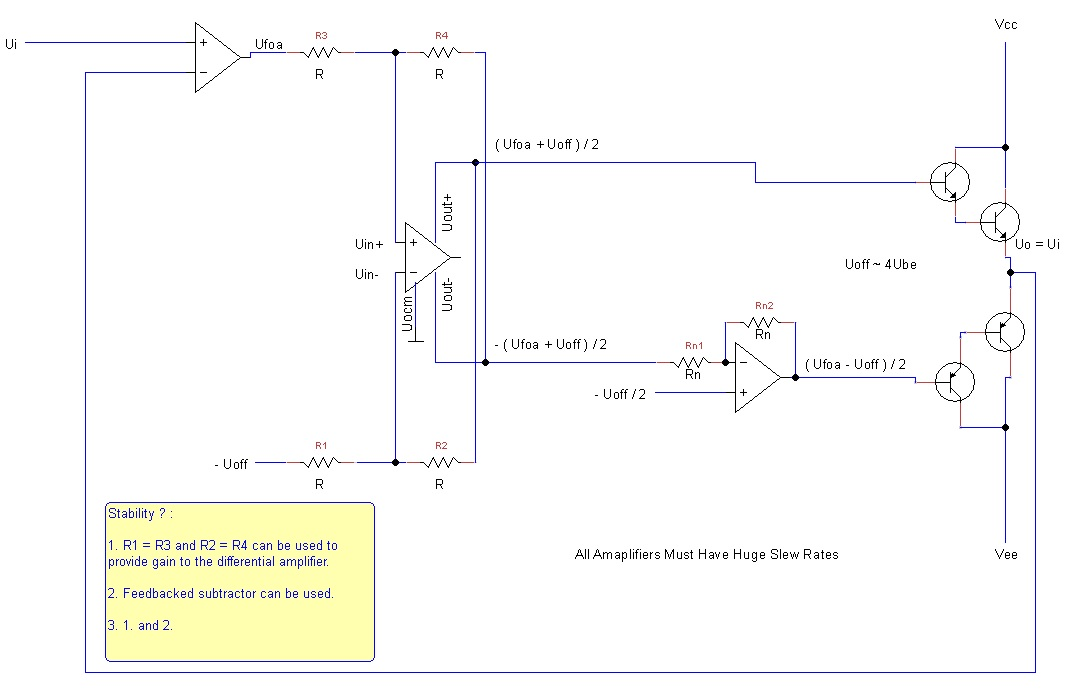 Vcc
Ui
+
−
Ufoa
R3
R
R4
R
( Ufoa + Uoff ) / 2
Uout+
Uin+
+
Uin-
−
Uocm
Uout-
Uo = Ui
Uoff ~ 4Ube
- ( Ufoa + Uoff ) / 2
Rn1
Rn
Rn2
Rn
−
+
( Ufoa - Uoff ) / 2
- Uoff / 2
R1
R
R2
R
- Uoff
Stability ? :
1. R1 = R3 and R2 = R4 can be used to
provide gain to the differential amplifier.
2. Feedbacked subtractor can be used.
3. 1. and 2.
All Amaplifiers Must Have Huge Slew Rates
Vee